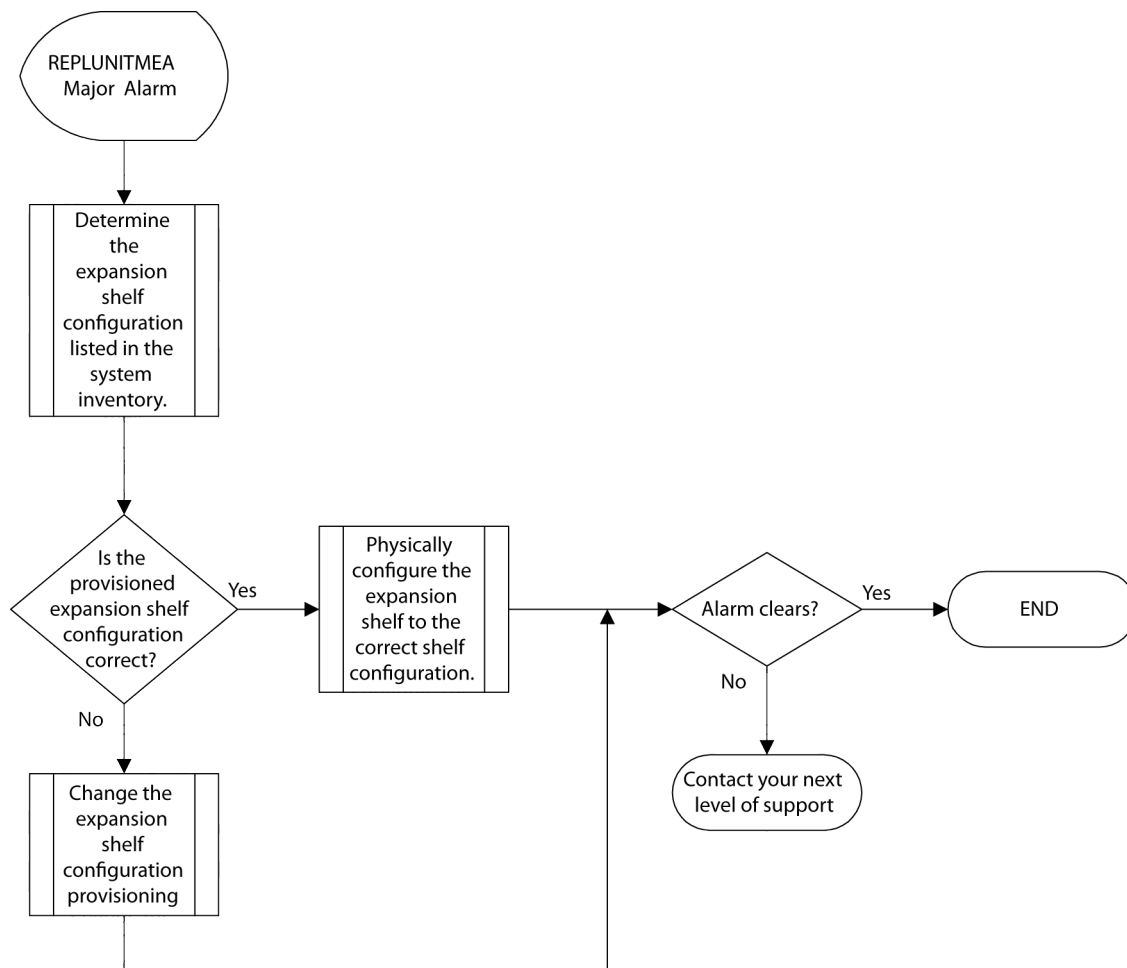 REPLUNITMEA
Major Alarm
Determine
the
expansion
shelf
configuration
listed in the
system
inventory.
Is the
provisioned
expansion shelf
configuration
correct?
Yes
No
Physically
configure the
expansion
shelf to the
correct shelf
configuration.
Alarm clears?
Yes
END
No
Contact your next
level of support
Change the
expansion
shelf
configuration
provisioning